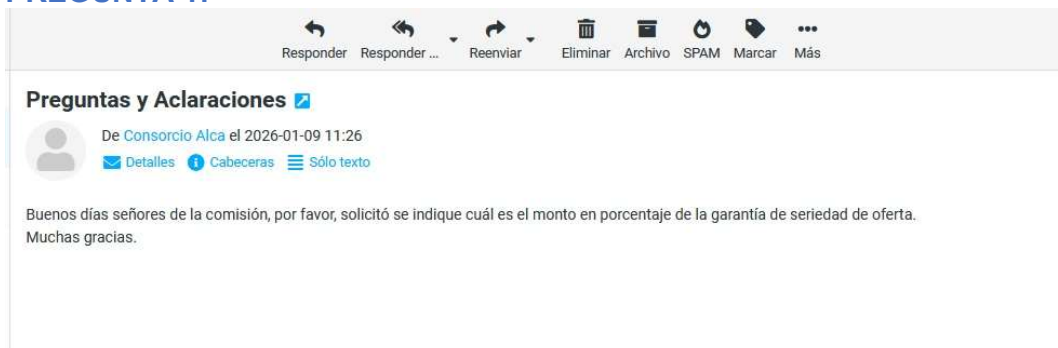 Responder Responder ... Reenviar Eliminar Archivo SPAM Marcar Más
Preguntas y Aclaraciones
De Consorcio Alca el 2026-01-09 11:26
Detalles Cabeceras Sólo texto
Buenos días señores de la comisión, por favor, solicitó se indique cuál es el monto en porcentaje de la garantía de seriedad de oferta.
Muchas gracias.